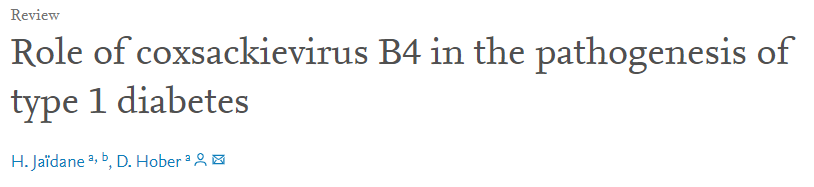 Review
Role of coxsackievirus B4 in the pathogenesis of
type 1 diabetes
H. Jaïdane a, b, D. Hober a